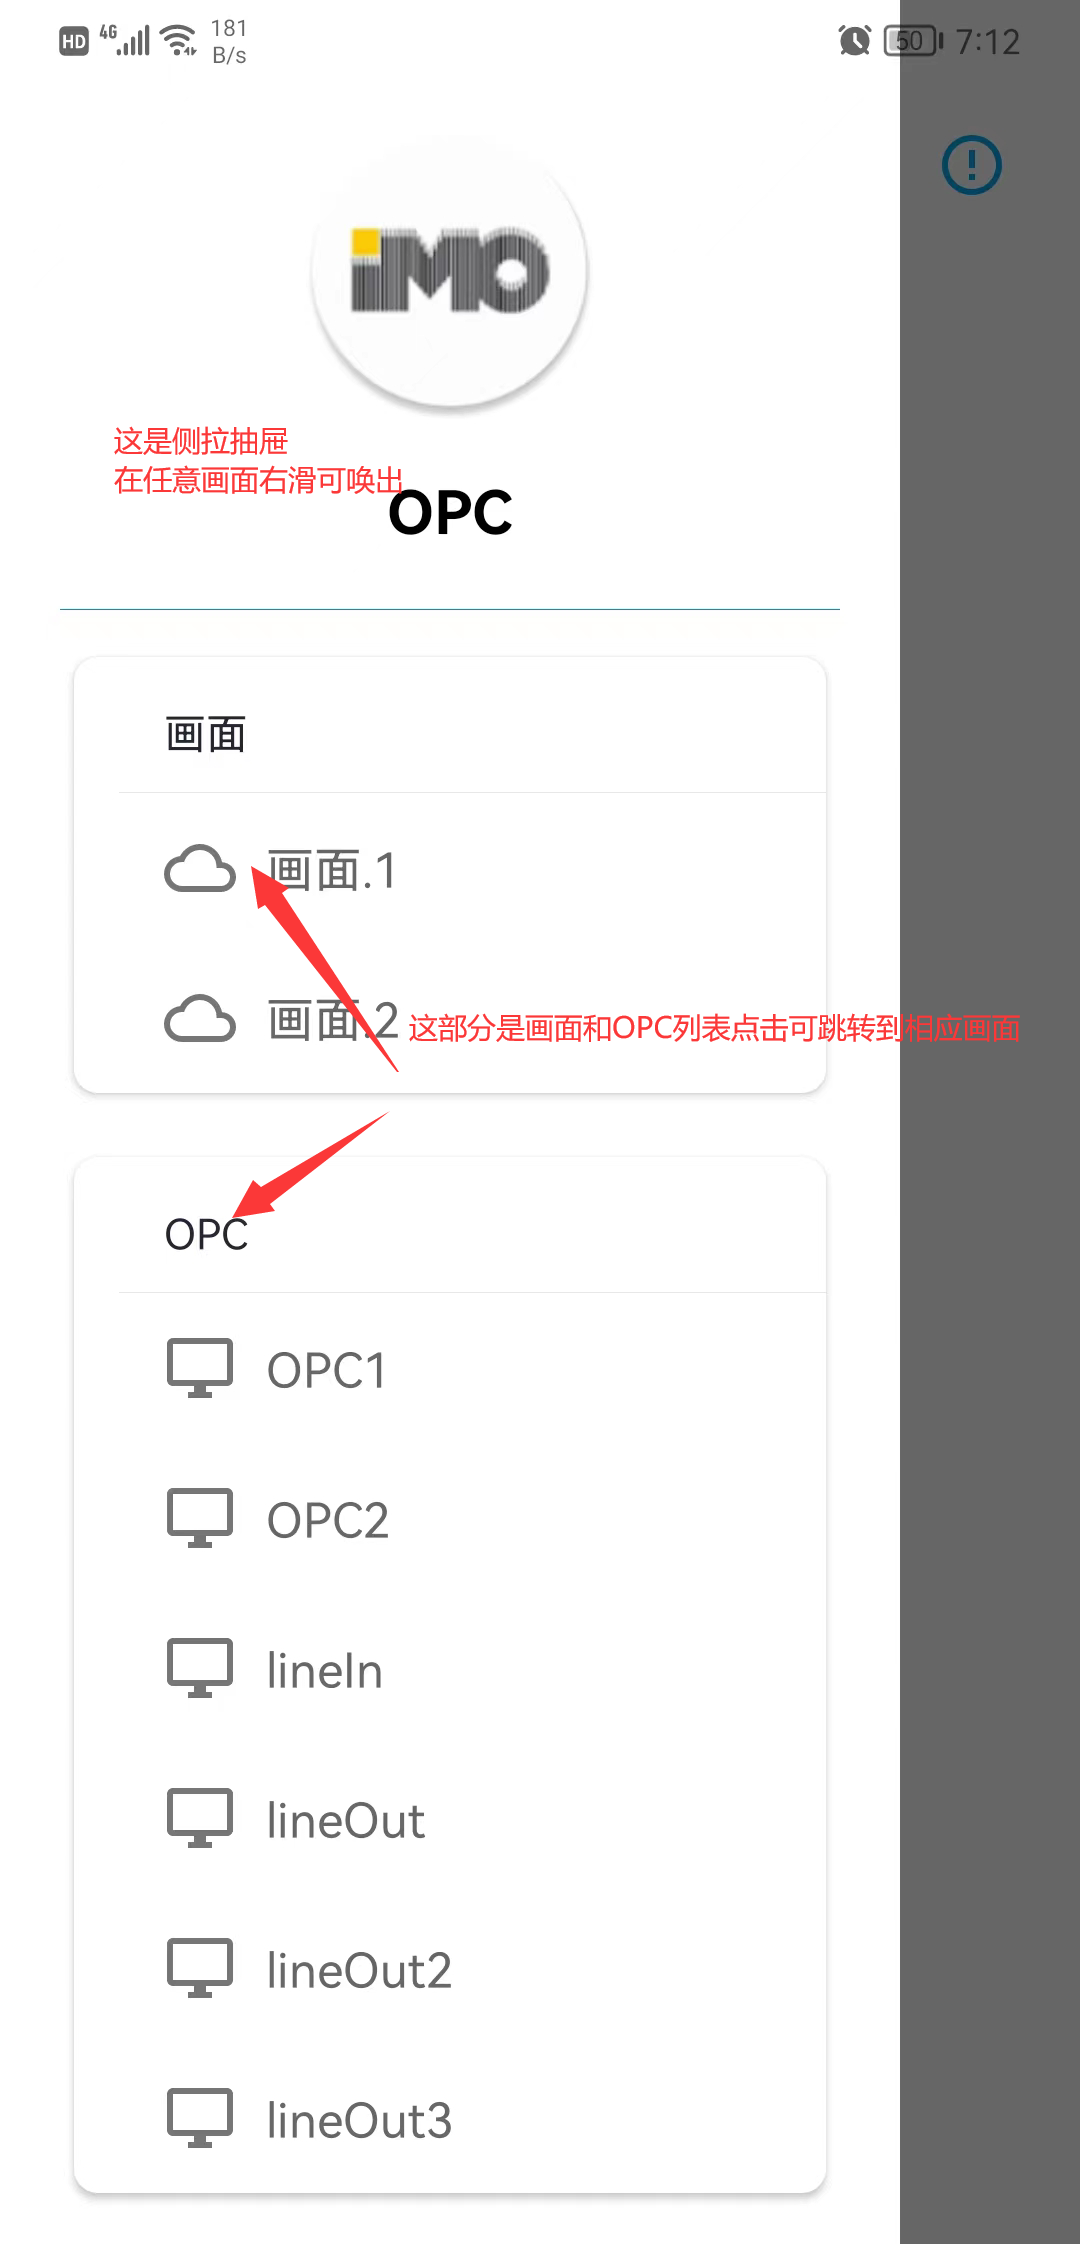 HD 4G 181 B/s 50 7:12
iMO
这是侧拉抽屉
在任意画面右滑可唤出
OPC
画面
画面.1
画面.2
这部分是画面和OPC列表点击可跳转到相应画面
OPC
OPC1
OPC2
lineIn
lineOut
lineOut2
lineOut3